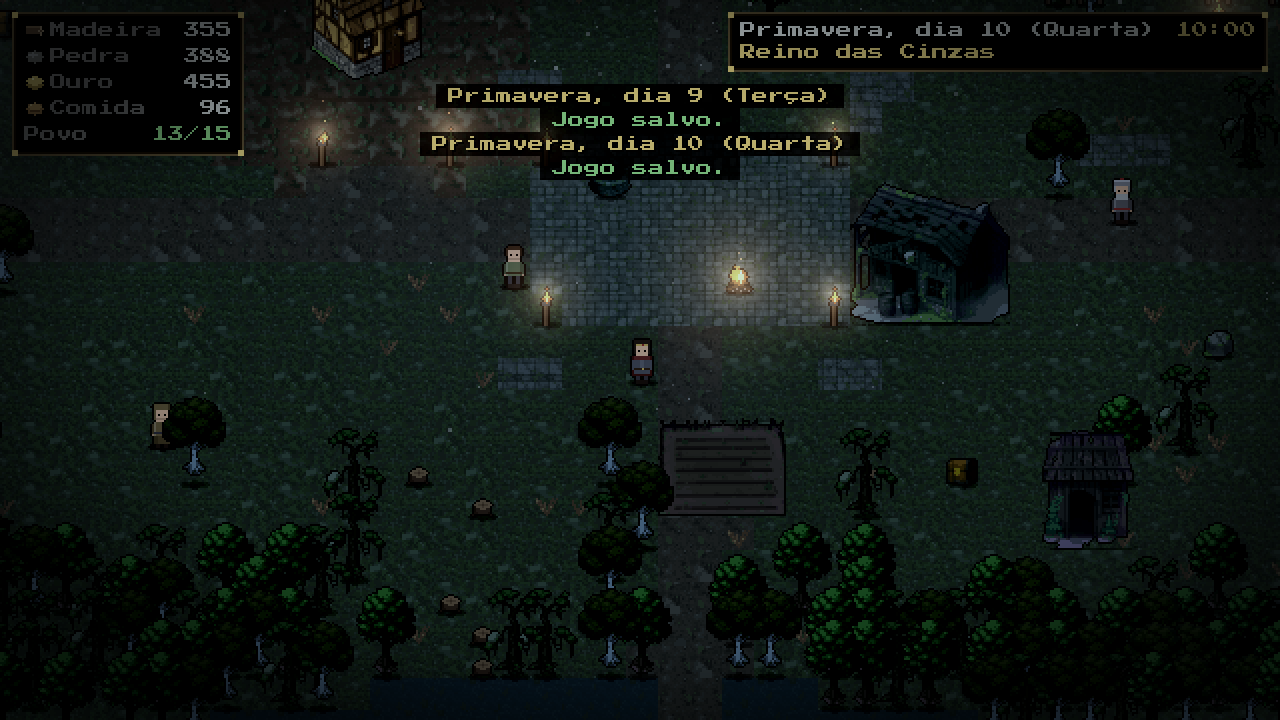 Madeira 355
Pedra 388
Ouro 455
Comida 96
Povo 13/15
Primavera, dia 10 (Quarta) 10:00
Reino das Cinzas
Primavera, dia 9 (Terça)
Jogo salvo.
Primavera, dia 10 (Quarta)
Jogo salvo.